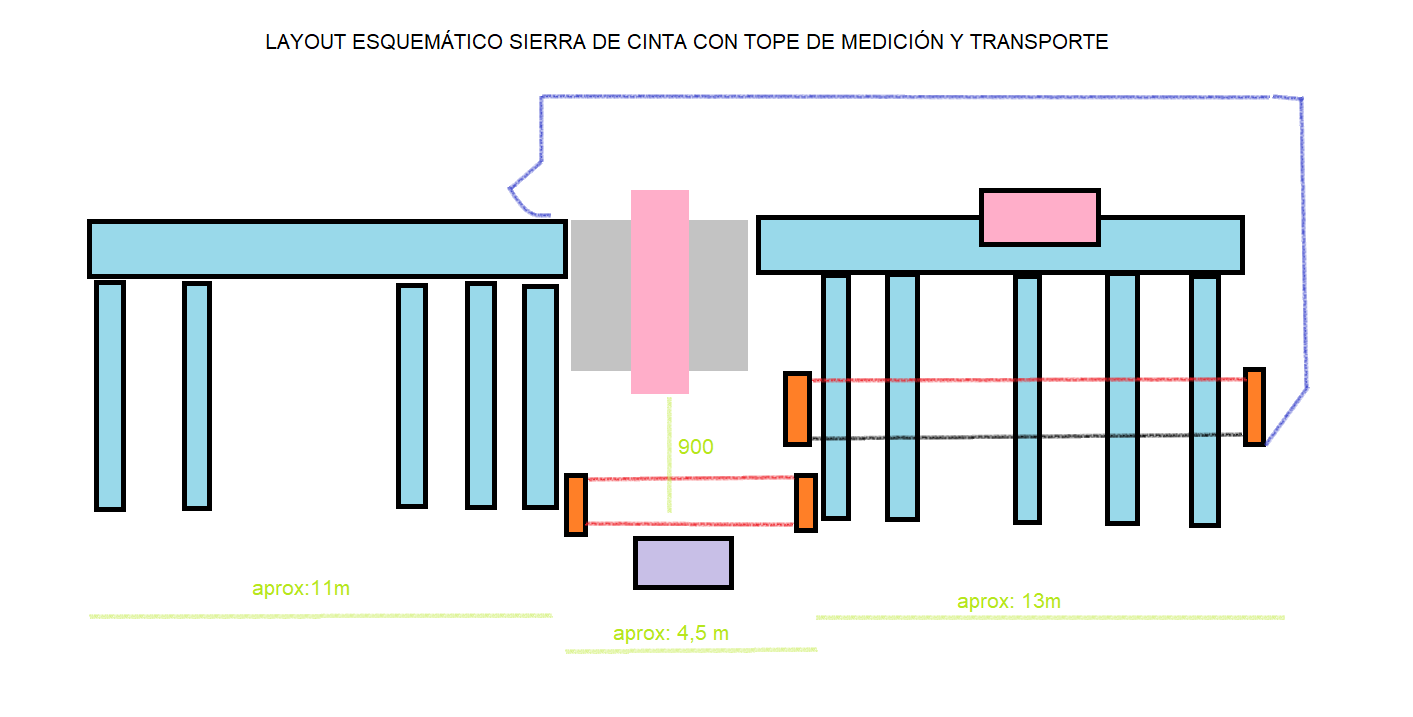 LAYOUT ESQUEMÁTICO SIERRA DE CINTA CON TOPE DE MEDICIÓN Y TRANSPORTE
900
aprox:11m
aprox: 13m
aprox: 4,5 m